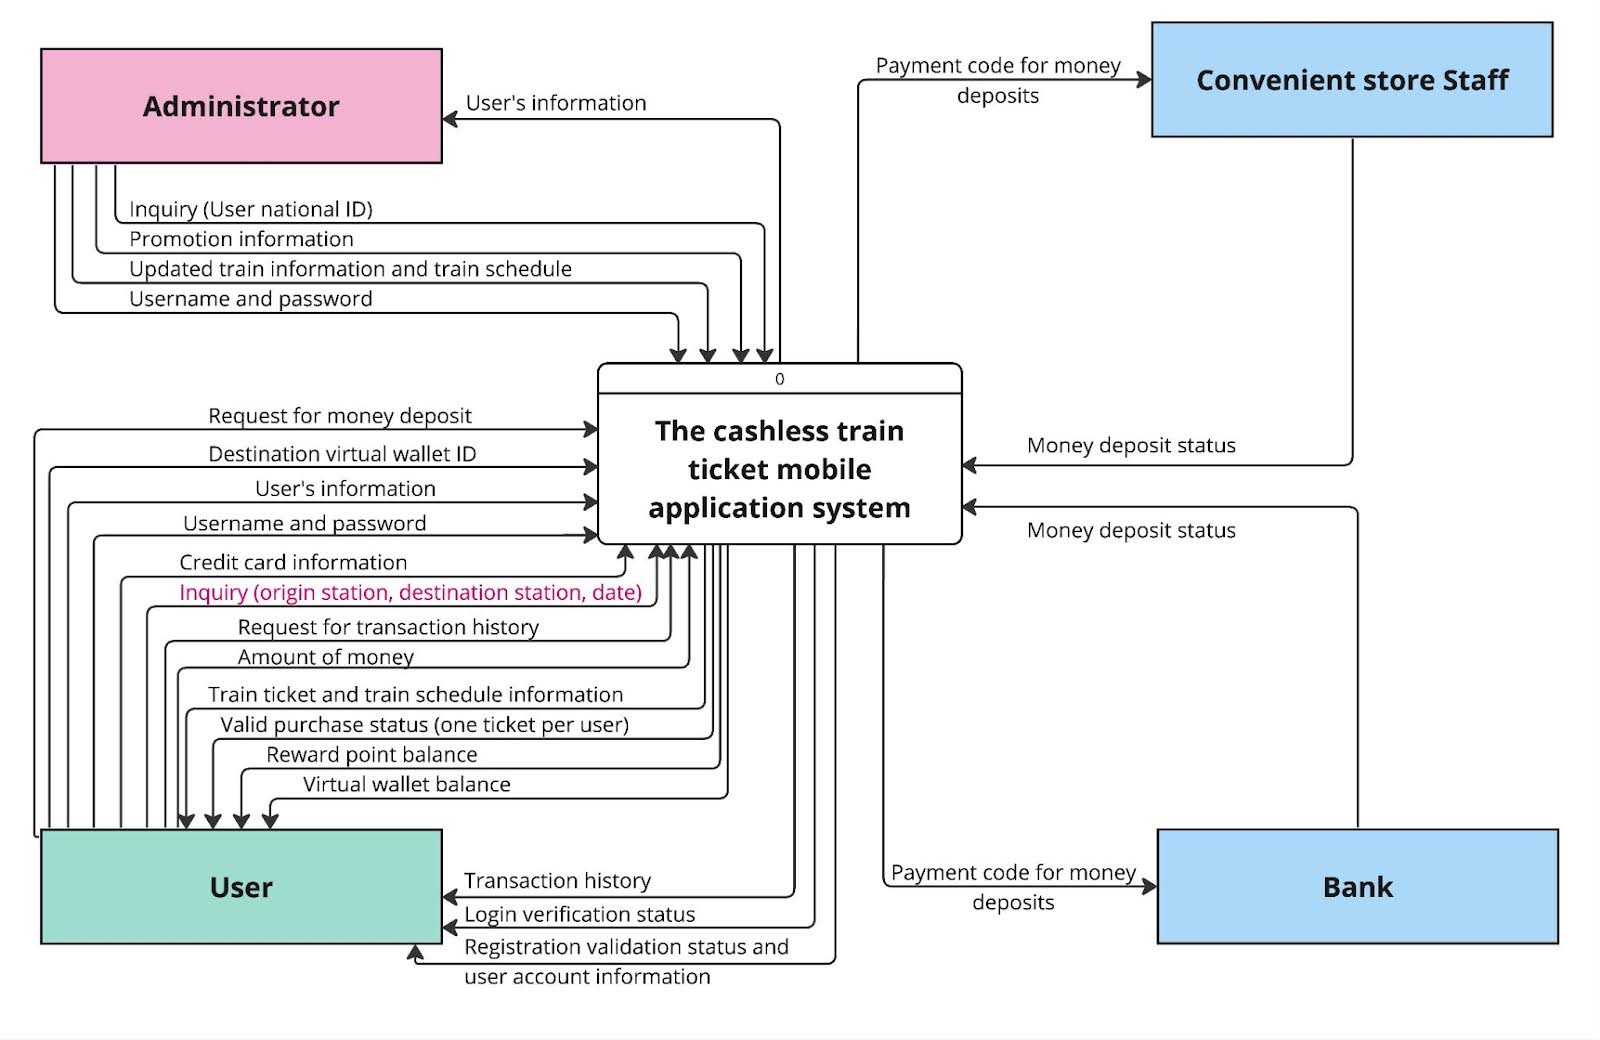 Administrator
User's information
Payment code for money
deposits
Convenient store Staff
Inquiry (User national ID)
Promotion information
Updated train information and train schedule
Username and password
0
The cashless train
ticket mobile
application system
Request for money deposit
Destination virtual wallet ID
User's information
Username and password
Credit card information
Inquiry (origin station, destination station, date)
Request for transaction history
Amount of money
Train ticket and train schedule information
Valid purchase status (one ticket per user)
Reward point balance
Virtual wallet balance
Money deposit status
Money deposit status
User
Transaction history
Login verification status
Registration validation status and
user account information
Payment code for money
deposits
Bank